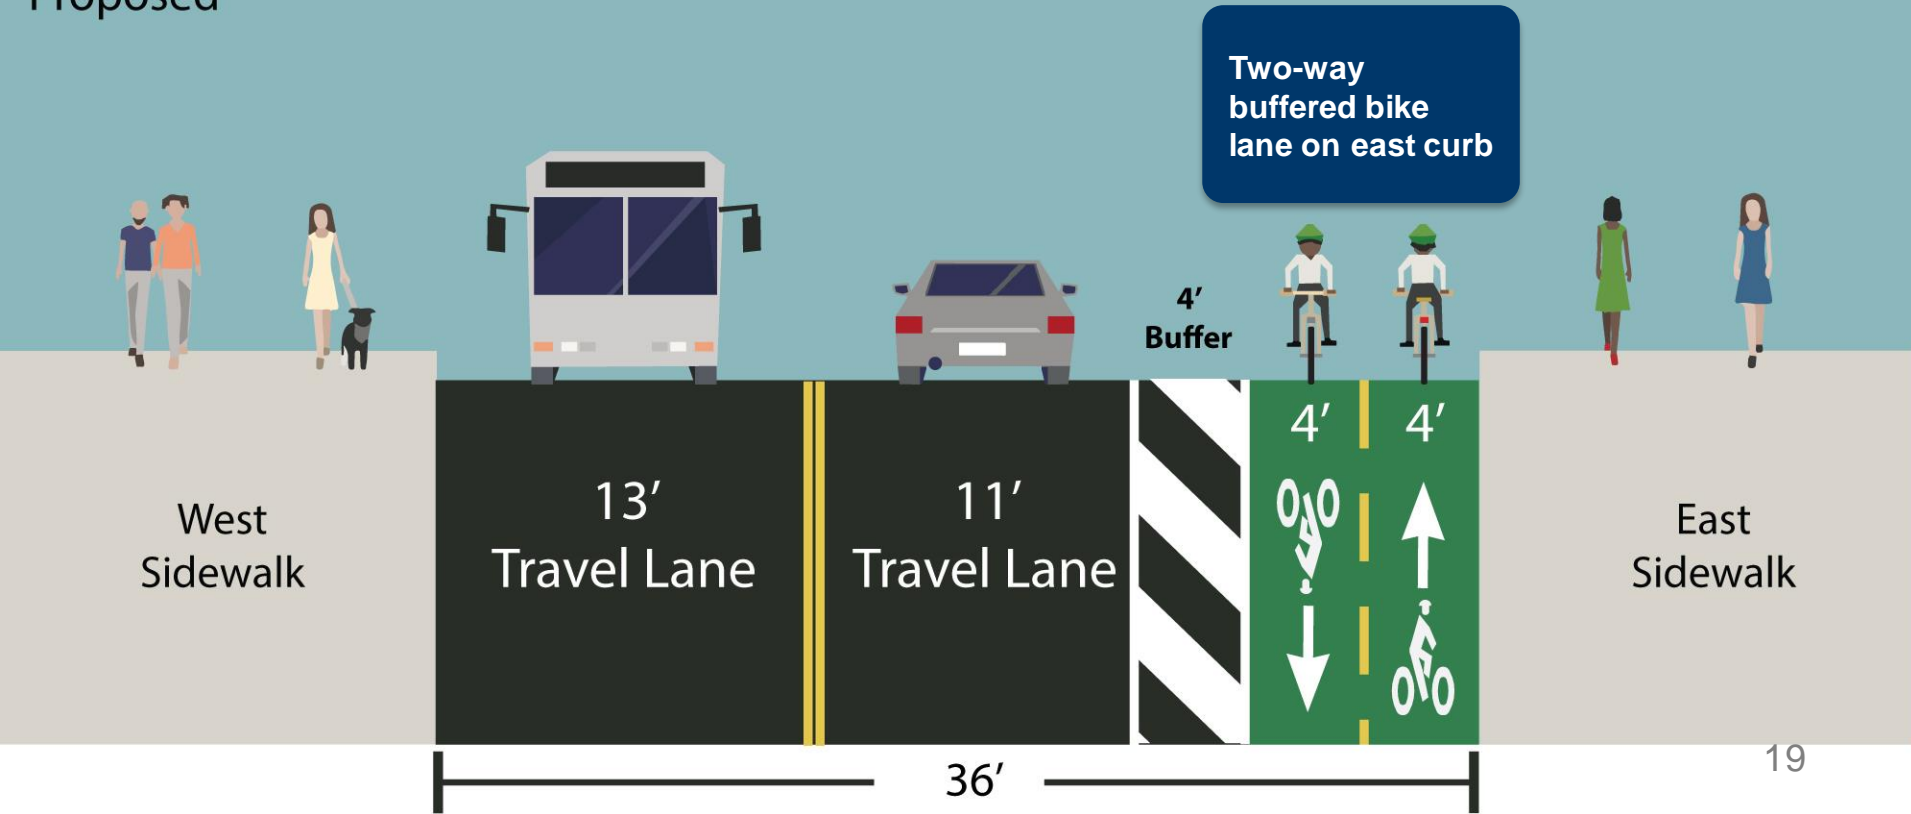 Proposed
Two-way
buffered bike
lane on east curb
4’
Buffer
4’
4’
13’
Travel Lane
11’
Travel Lane
West
Sidewalk
East
Sidewalk
36’
19